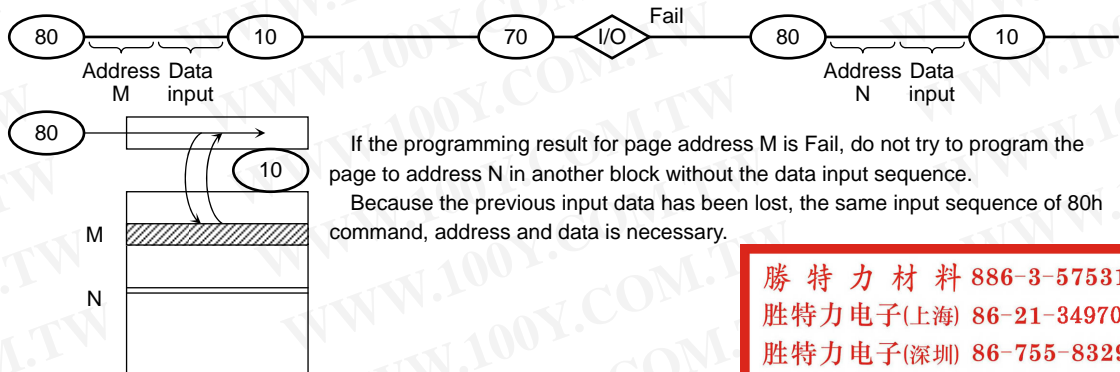 Fail
80 10 70 I/O 80 10
Address Data Address Data
M input N input
80
If the programming result for page address M is Fail, do not try to program the
10
page to address N in another block without the data input sequence.
Because the previous input data has been lost, the same input sequence of 80h
M
command, address and data is necessary.
N
勝 特 力 材 料 886-3-57531
胜特力电子(上海) 86-21-34970
胜特力电子(深圳) 86-755-8329
WWW.100Y.COM.TW